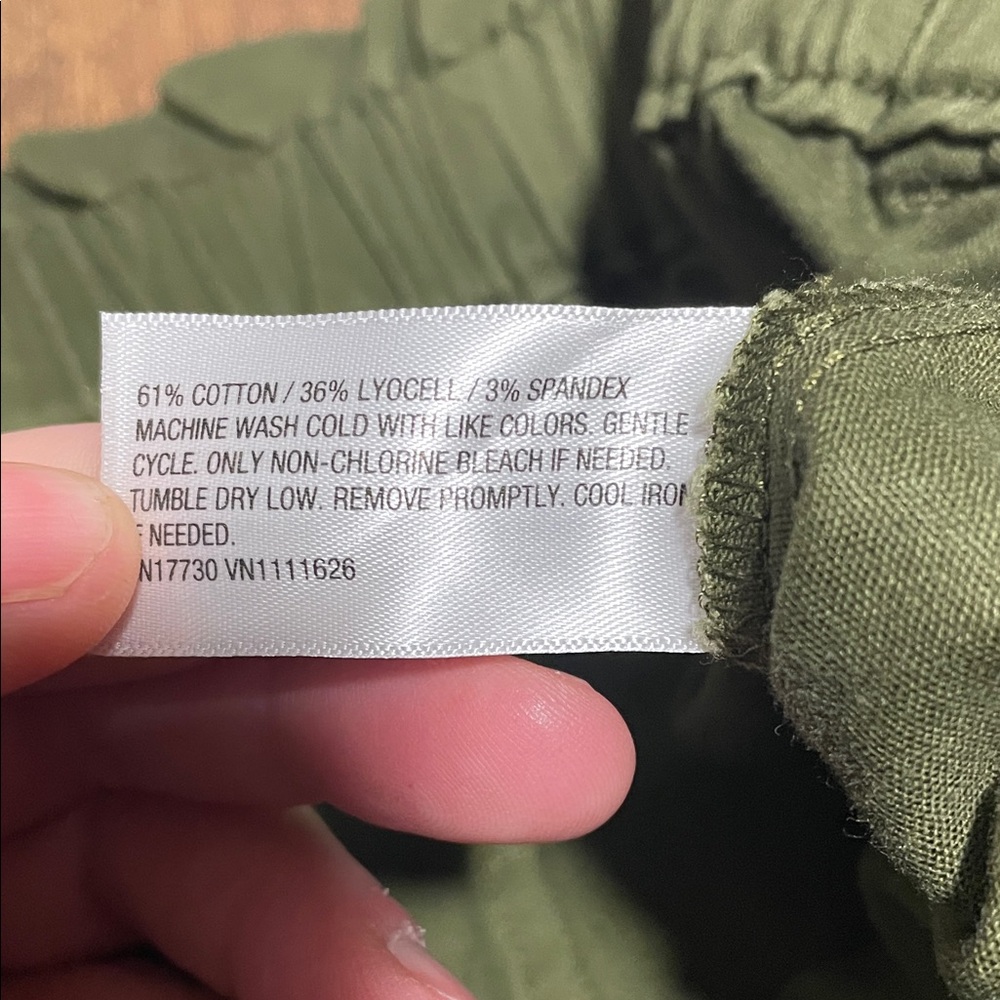 61% COTTON / 36% LYOCELL / 3% SPANDEX
MACHINE WASH COLD WITH LIKE COLORS. GENTLE
CYCLE. ONLY NON-CHLORINE BLEACH IF NEEDED.
TUMBLE DRY LOW. REMOVE PROMPTLY. COOL IRON
NEEDED.
N17730 VN1111626